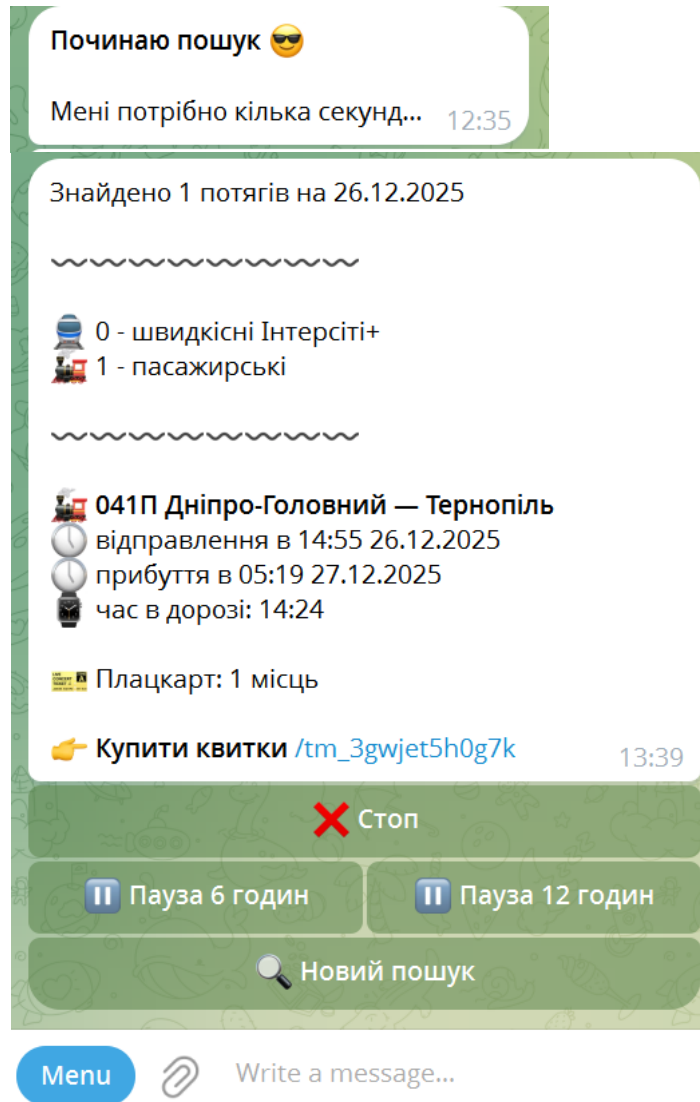 Починаю пошук 😎
Мені потрібно кілька секунд... 12:35
Знайдено 1 потягів на 26.12.2025
〰〰〰〰〰〰〰〰
🚆 0 - швидкісні Інтерсіті+
🚂 1 - пасажирські
〰〰〰〰〰〰〰〰
🚂 041П Дніпро-Головний — Тернопіль
🕔 відправлення в 14:55 26.12.2025
🕔 прибуття в 05:19 27.12.2025
⌚ час в дорозі: 14:24
🎫 Плацкарт: 1 місць
👉 Купити квитки /tm_3gwjet5h0g7k 13:39
❌ Стоп
⏸ Пауза 6 годин ⏸ Пауза 12 годин
🔍 Новий пошук
Menu Write a message...